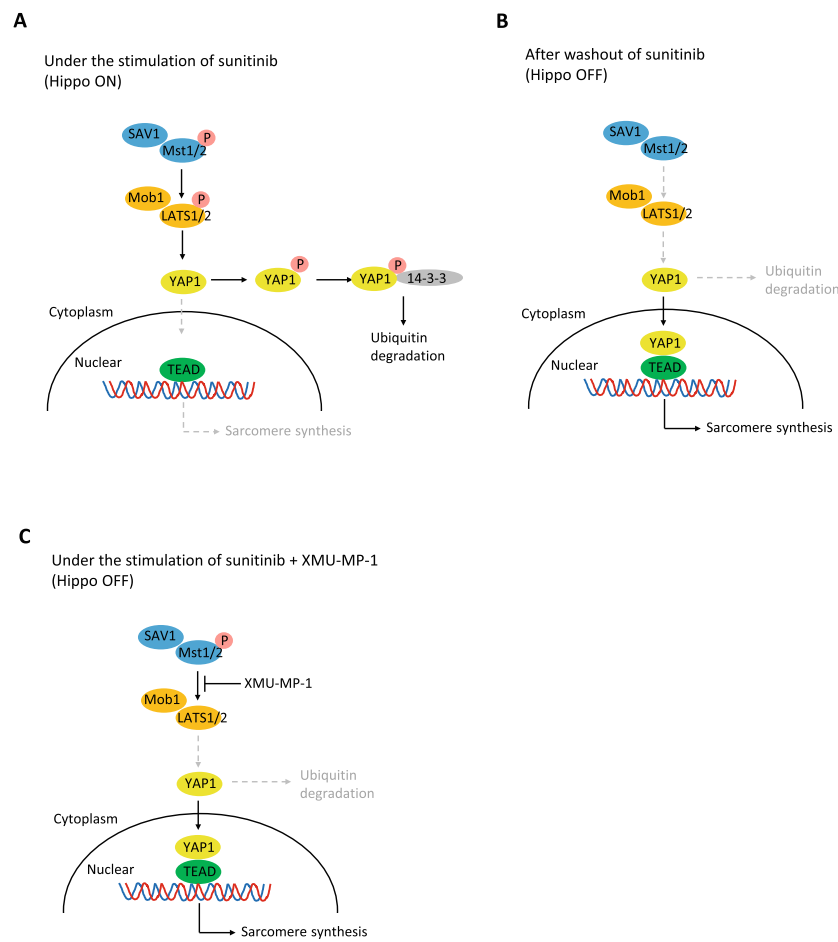 A
Under the stimulation of sunitinib
(Hippo ON)
SAV1
P
Mst1/2
Mob1
P
LATS1/2
YAP1
P
YAP1
P
YAP1
14-3-3
Cytoplasm
Ubiquitin
degradation
Nuclear
TEAD
Sarcomere synthesis
B
After washout of sunitinib
(Hippo OFF)
SAV1
Mst1/2
Mob1
LATS1/2
YAP1
Ubiquitin
degradation
Cytoplasm
YAP1
Nuclear
TEAD
Sarcomere synthesis
C
Under the stimulation of sunitinib + XMU-MP-1
(Hippo OFF)
SAV1
P
Mst1/2
XMU-MP-1
Mob1
LATS1/2
YAP1
Ubiquitin
degradation
Cytoplasm
YAP1
Nuclear
TEAD
Sarcomere synthesis